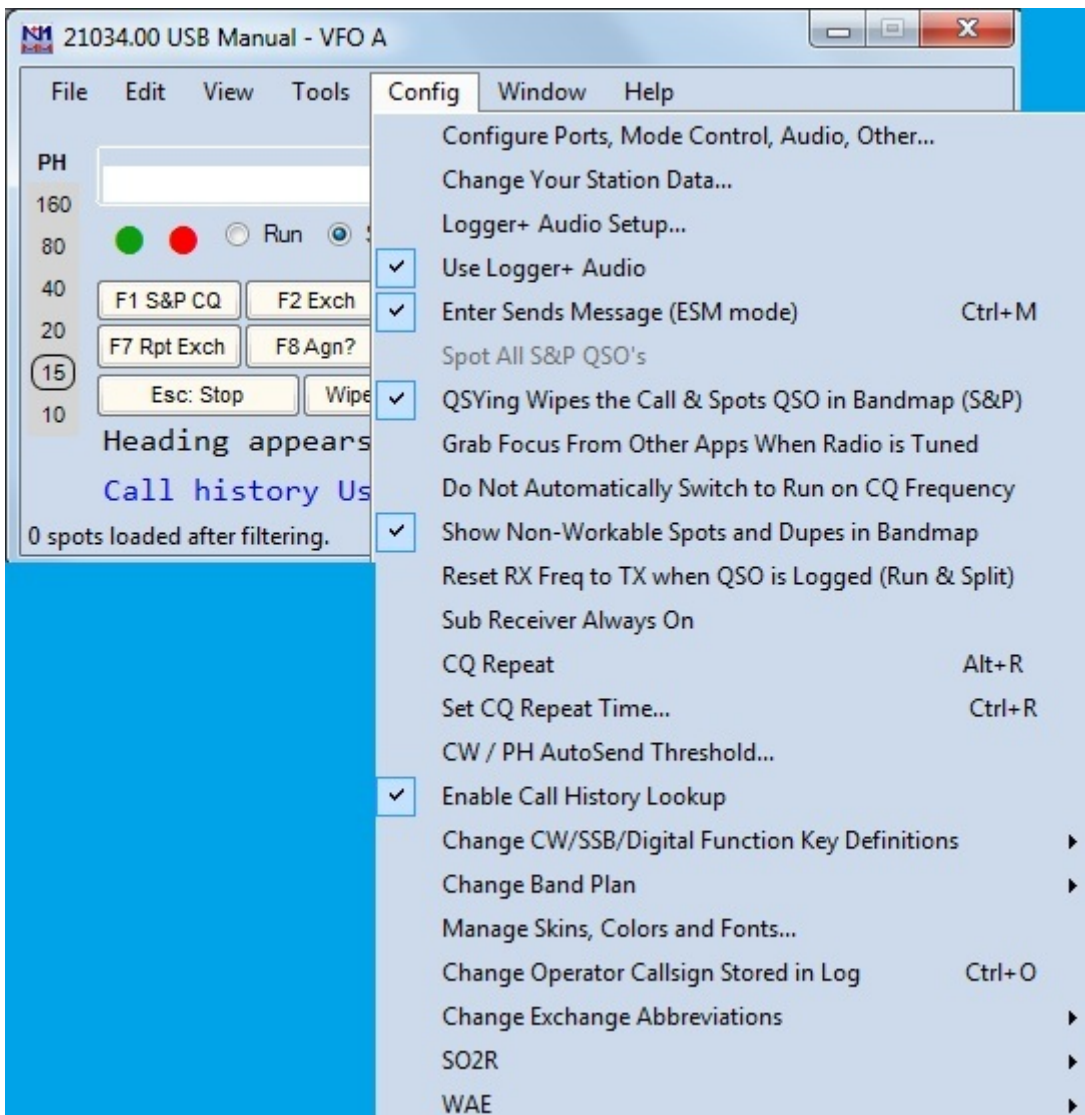 21034.00 USB Manual - VFO A
File Edit View Tools Config Window Help
PH
160
80
40
20
15
10
Run
F1 S&P CQ F2 Exch
F7 Rpt Exch F8 Agn?
Esc: Stop Wipe
Heading appears
Call history Us
0 spots loaded after filtering.
Configure Ports, Mode Control, Audio, Other...
Change Your Station Data...
Logger+ Audio Setup...
Use Logger+ Audio
Enter Sends Message (ESM mode) Ctrl+M
Spot All S&P QSO's
QSYing Wipes the Call & Spots QSO in Bandmap (S&P)
Grab Focus From Other Apps When Radio is Tuned
Do Not Automatically Switch to Run on CQ Frequency
Show Non-Workable Spots and Dupes in Bandmap
Reset RX Freq to TX when QSO is Logged (Run & Split)
Sub Receiver Always On
CQ Repeat Alt+R
Set CQ Repeat Time... Ctrl+R
CW / PH AutoSend Threshold...
Enable Call History Lookup
Change CW/SSB/Digital Function Key Definitions
Change Band Plan
Manage Skins, Colors and Fonts...
Change Operator Callsign Stored in Log Ctrl+O
Change Exchange Abbreviations
SO2R
WAE